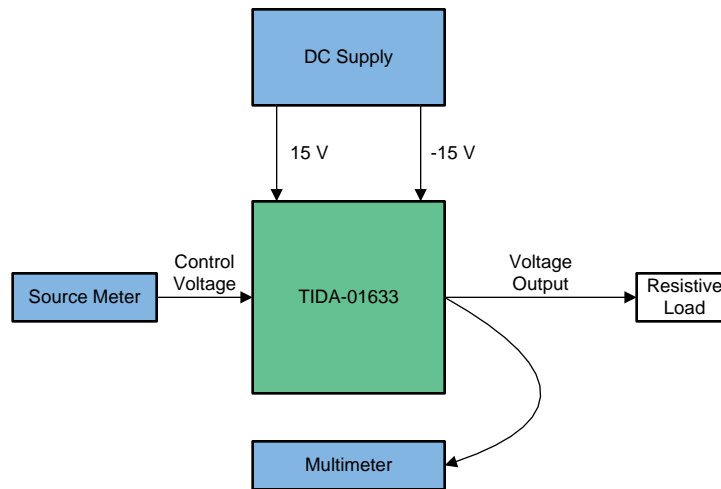 DC Supply
15 V
-15 V
Control
Voltage
Source Meter
TIDA-01633
Voltage
Output
Resistive
Load
Multimeter